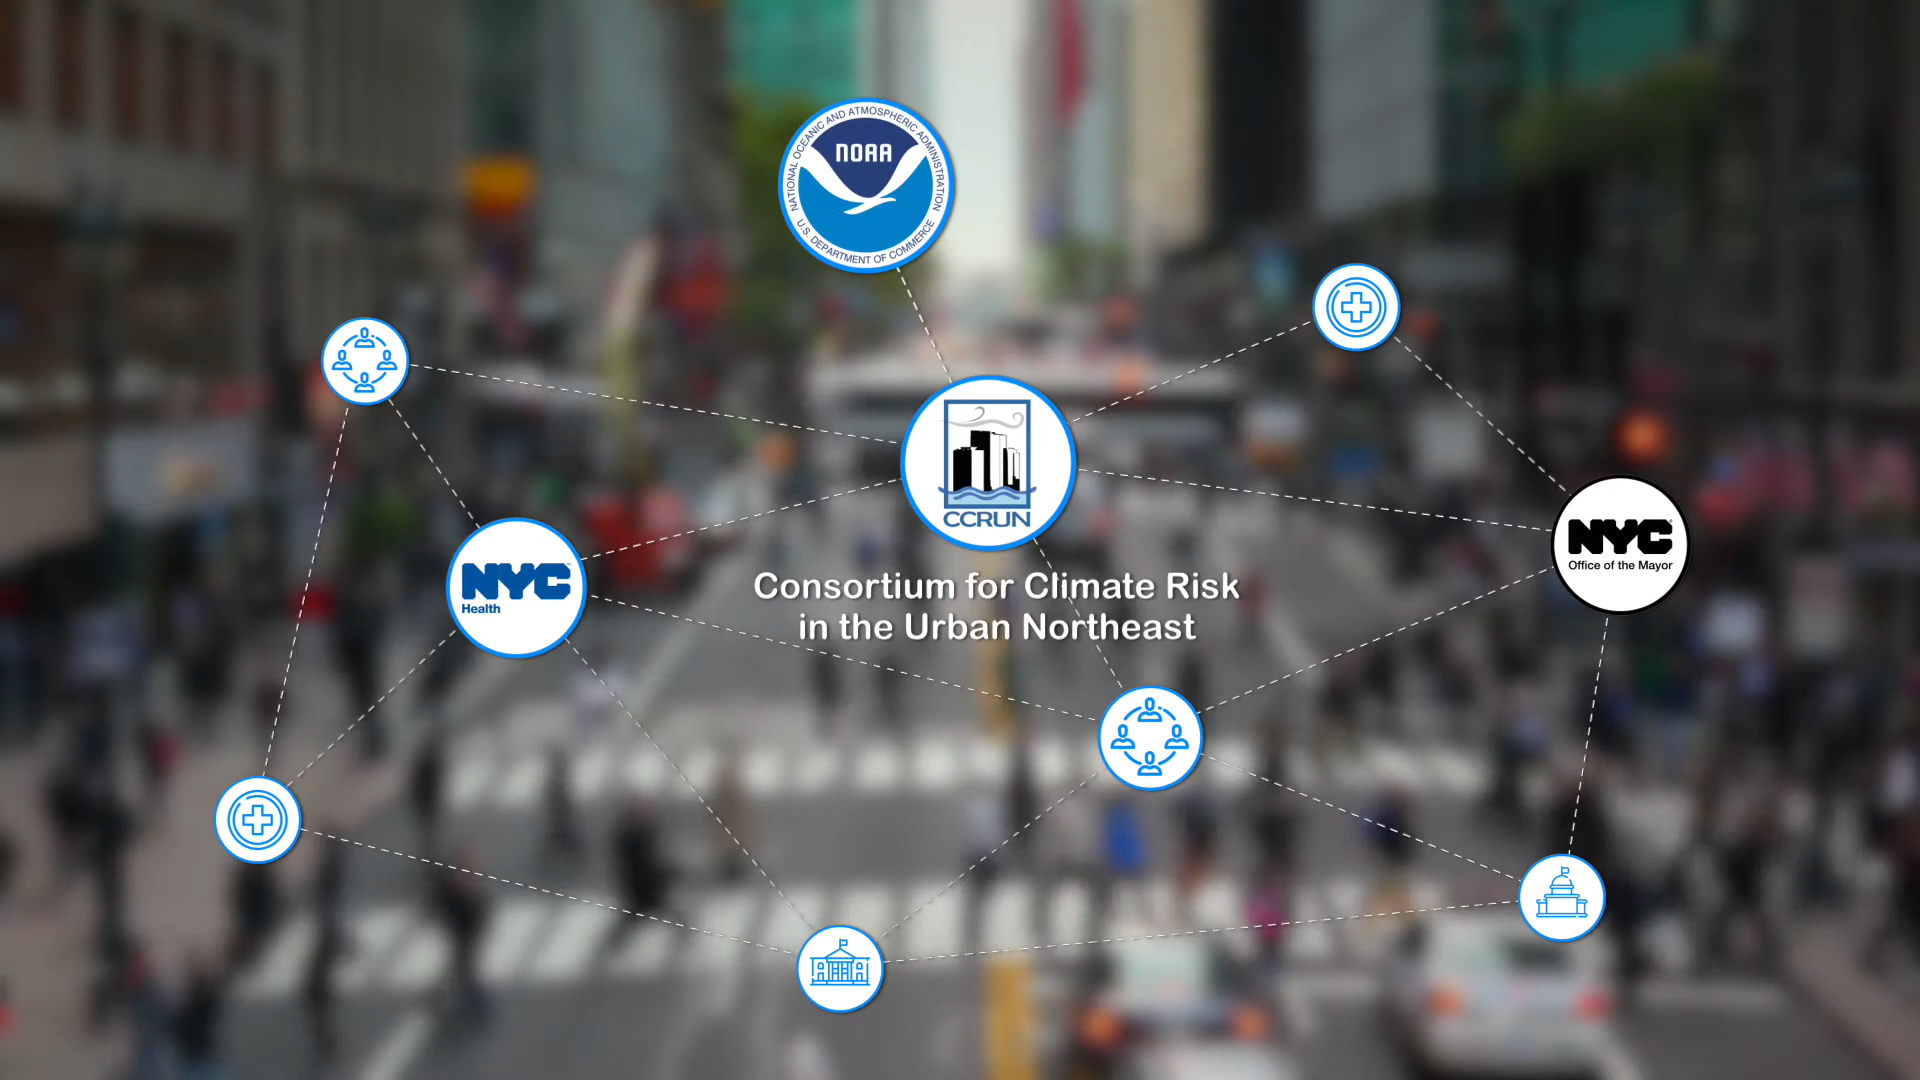 NATIONAL OCEANIC AND ATMOSPHERIC ADMINISTRATION
NOAA
U.S. DEPARTMENT OF COMMERCE
CCRUN
NYC
Office of the Mayor
NYC
Health
Consortium for Climate Risk
in the Urban Northeast